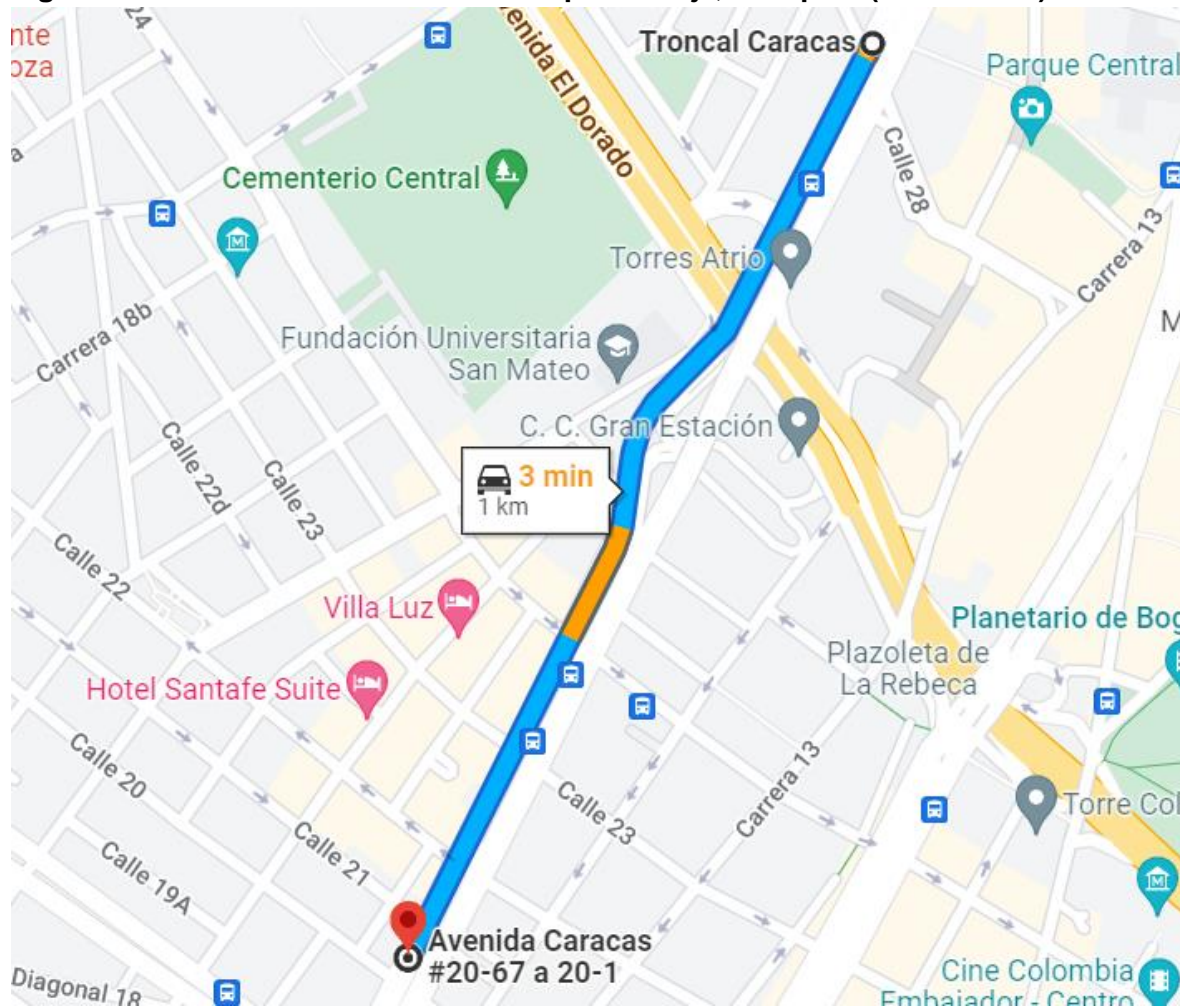 24
nte
oza
Troncal Caracas
Parque Central
Avenida El Dorado
Calle 28
Cementerio Central
Carrera 13
Torres Atrio
Carrera 18b
Fundación Universitaria
San Mateo
C. C. Gran Estación
Calle 22d
Calle 23
3 min
1 km
Calle 22
Villa Luz
Planetario de Bog
Plazoleta de
La Rebeca
Hotel Santafe Suite
Calle 20
Carrera 13
Calle 23
Torre Col
Calle 21
Calle 19A
Avenida Caracas
#20-67 a 20-1
Diagonal 18
Cine Colombia
Embajador - Centro